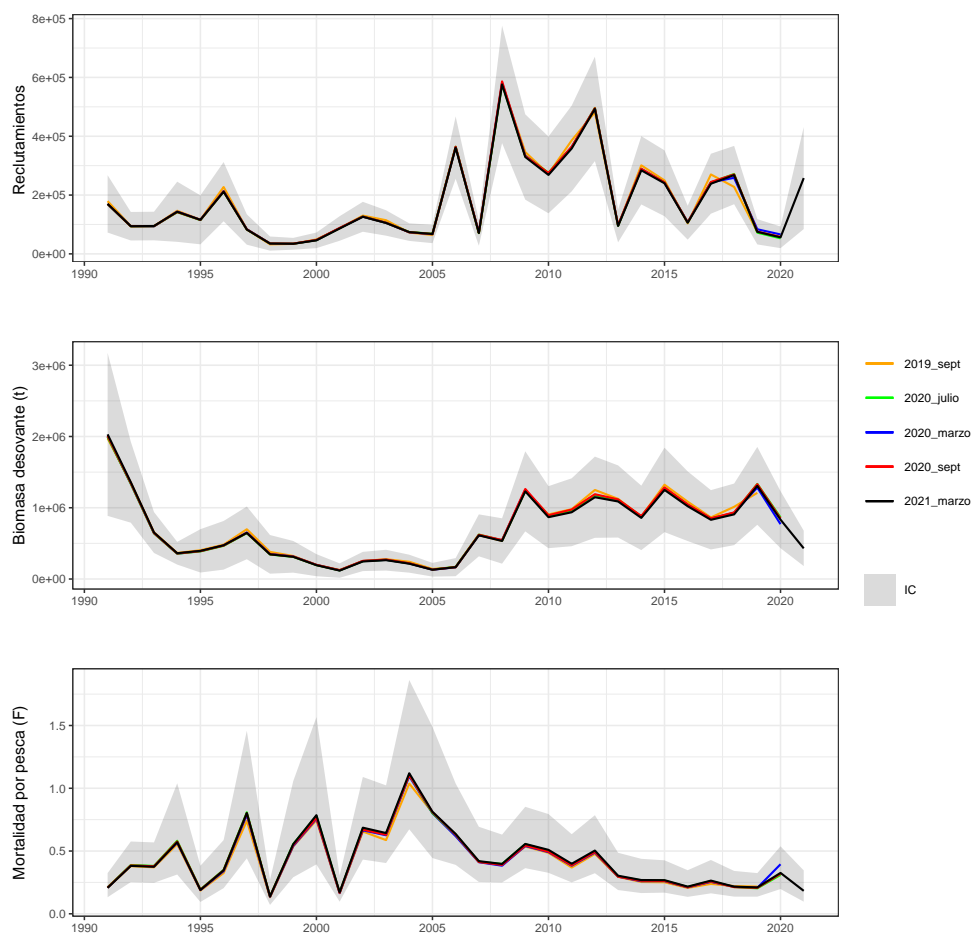 Reclutamientos
8e+05
6e+05
4e+05
2e+05
0e+00
1990 1995 2000 2005 2010 2015 2020
Biomasa desovante (t)
3e+06
2e+06
1e+06
0e+00
1990 1995 2000 2005 2010 2015 2020
2019_sept
2020_julio
2020_marzo
2020_sept
2021_marzo
IC
Mortalidad por pesca (F)
1.5
1.0
0.5
0.0
1990 1995 2000 2005 2010 2015 2020